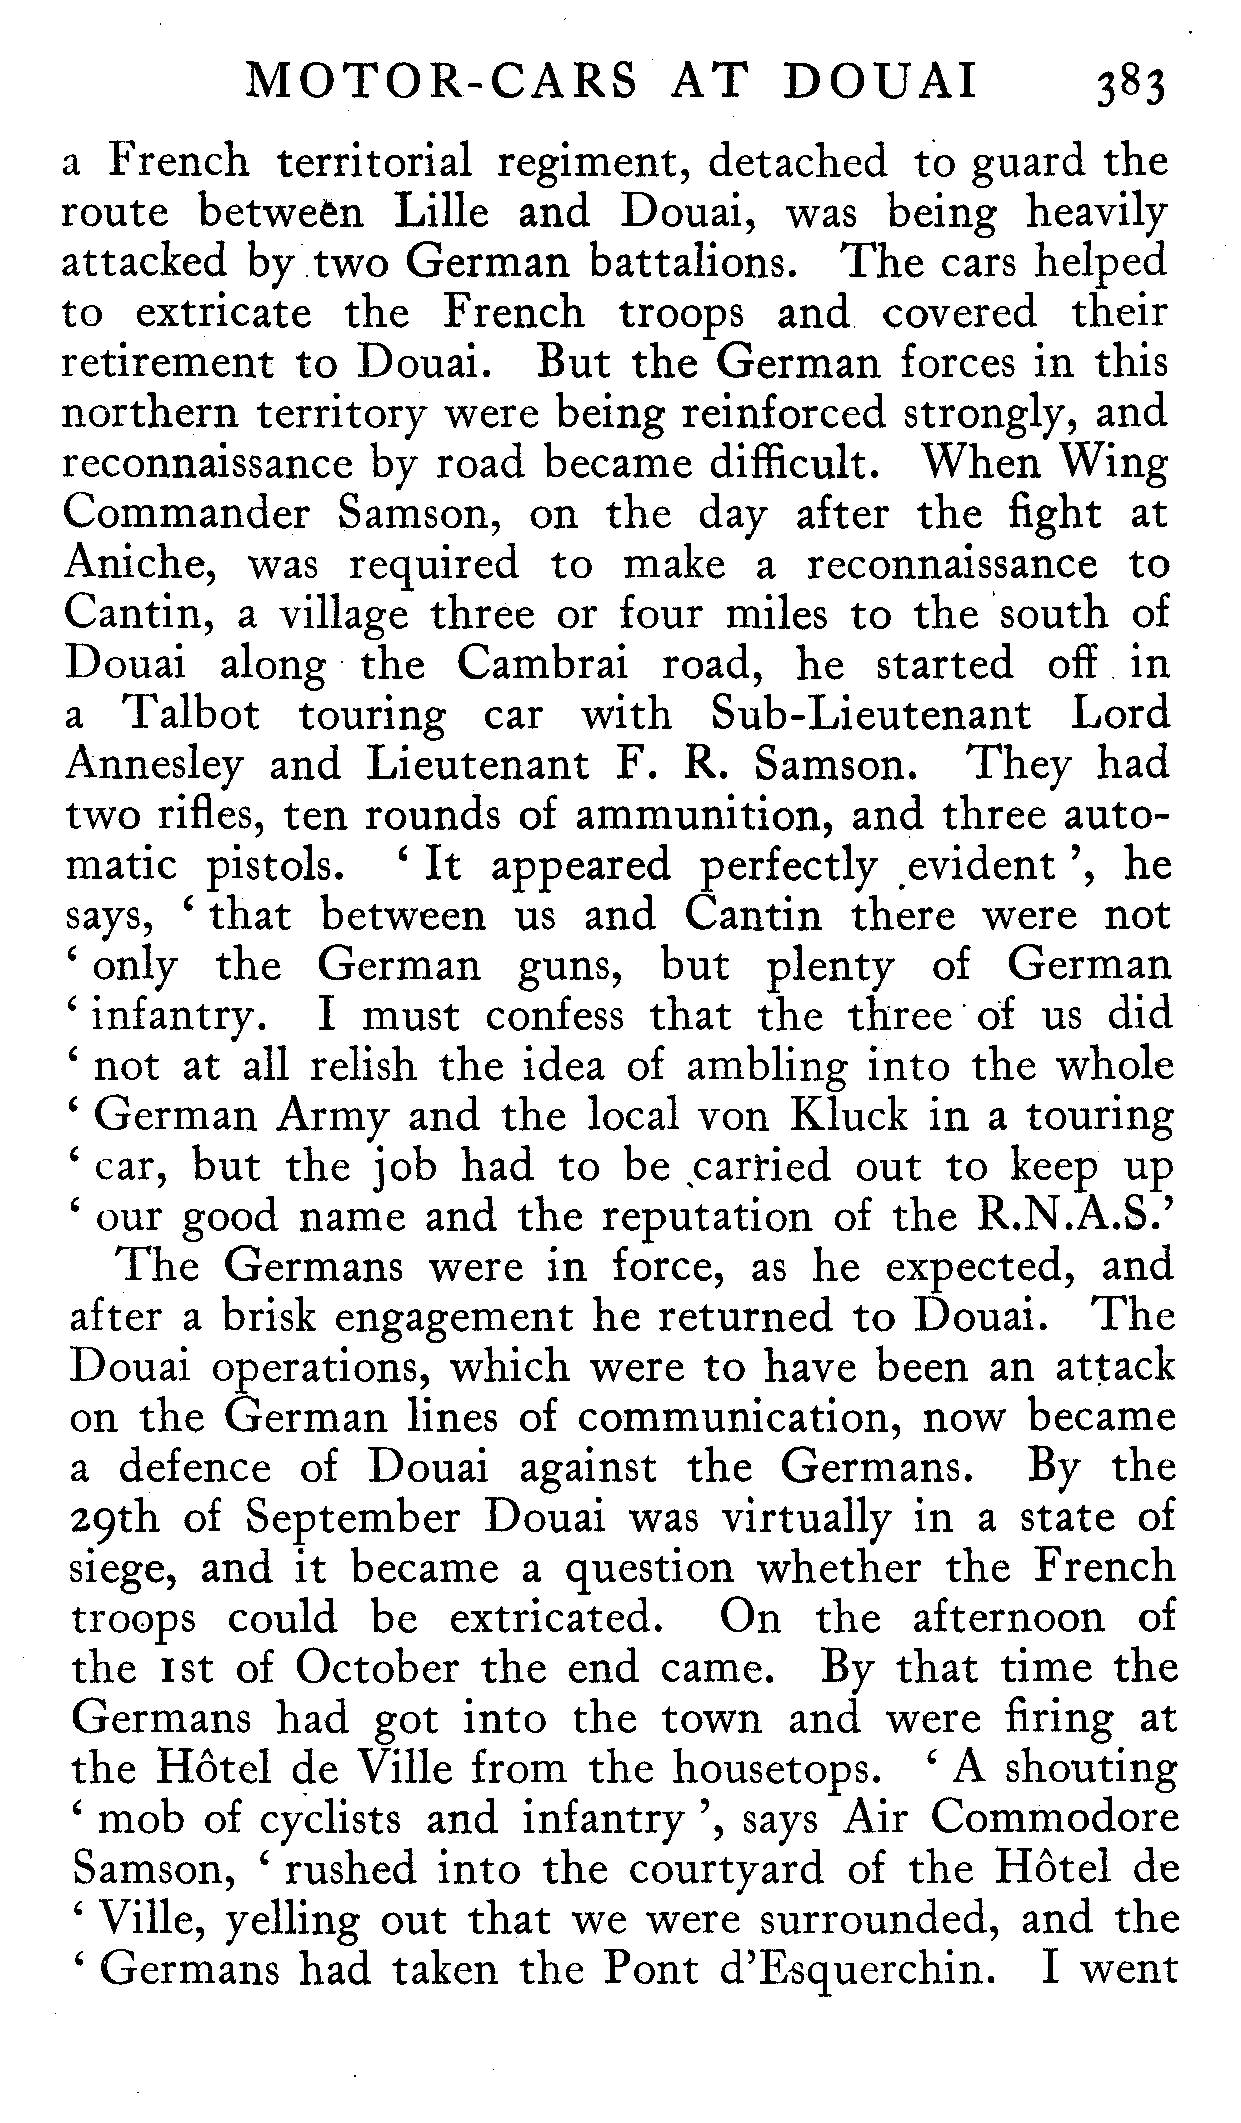 MOTOR-CARS AT DOUAI 383
a French territorial regiment, detached to guard the
route between Lille and Douai, was being heavily
attacked by two German battalions. The cars helped
to extricate the French troops and covered their
retirement to Douai. But the German forces in this
northern territory were being reinforced strongly, and
reconnaissance by road became difficult. When Wing
Commander Samson, on the day after the fight at
Aniche, was required to make a reconnaissance to
Cantin, a village three or four miles to the south of
Douai along the Cambrai road, he started off in
a Talbot touring car with Sub-Lieutenant Lord
Annesley and Lieutenant F. R. Samson. They had
two rifles, ten rounds of ammunition, and three auto-
matic pistols. ‘ It appeared perfectly evident ’, he
says, ‘ that between us and Cantin there were not
‘ only the German guns, but plenty of German
‘ infantry. I must confess that the three of us did
‘ not at all relish the idea of ambling into the whole
‘ German Army and the local von Kluck in a touring
‘ car, but the job had to be carried out to keep up
‘ our good name and the reputation of the R.N.A.S.’
The Germans were in force, as he expected, and
after a brisk engagement he returned to Douai. The
Douai operations, which were to have been an attack
on the German lines of communication, now became
a defence of Douai against the Germans. By the
29th of September Douai was virtually in a state of
siege, and it became a question whether the French
troops could be extricated. On the afternoon of
the 1st of October the end came. By that time the
Germans had got into the town and were firing at
the Hôtel de Ville from the housetops. ‘ A shouting
‘ mob of cyclists and infantry ’, says Air Commodore
Samson, ‘ rushed into the courtyard of the Hôtel de
‘ Ville, yelling out that we were surrounded, and the
‘ Germans had taken the Pont d’Esquerchin. I went